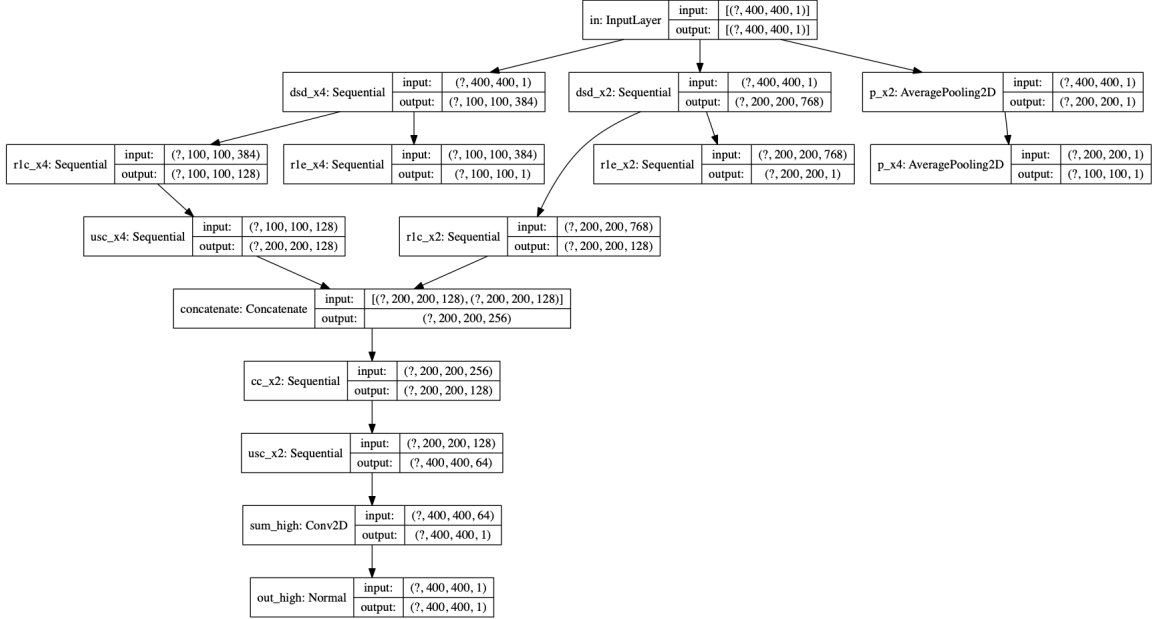 in: InputLayer input: [(?, 400, 400, 1)]
output: [(?, 400, 400, 1)]
dsd_x4: Sequential input: (?, 400, 400, 1)
output: (?, 100, 100, 384)
dsd_x2: Sequential input: (?, 400, 400, 1)
output: (?, 200, 200, 768)
p_x2: AveragePooling2D input: (?, 400, 400, 1)
output: (?, 200, 200, 1)
r1c_x4: Sequential input: (?, 100, 100, 384)
output: (?, 100, 100, 128)
r1e_x4: Sequential input: (?, 100, 100, 384)
output: (?, 100, 100, 1)
r1e_x2: Sequential input: (?, 200, 200, 768)
output: (?, 200, 200, 1)
p_x4: AveragePooling2D input: (?, 200, 200, 1)
output: (?, 100, 100, 1)
usc_x4: Sequential input: (?, 100, 100, 128)
output: (?, 200, 200, 128)
r1c_x2: Sequential input: (?, 200, 200, 768)
output: (?, 200, 200, 128)
concatenate: Concatenate input: [(?, 200, 200, 128), (?, 200, 200, 128)]
output: (?, 200, 200, 256)
cc_x2: Sequential input: (?, 200, 200, 256)
output: (?, 200, 200, 128)
usc_x2: Sequential input: (?, 200, 200, 128)
output: (?, 400, 400, 64)
sum_high: Conv2D input: (?, 400, 400, 64)
output: (?, 400, 400, 1)
out_high: Normal input: (?, 400, 400, 1)
output: (?, 400, 400, 1)